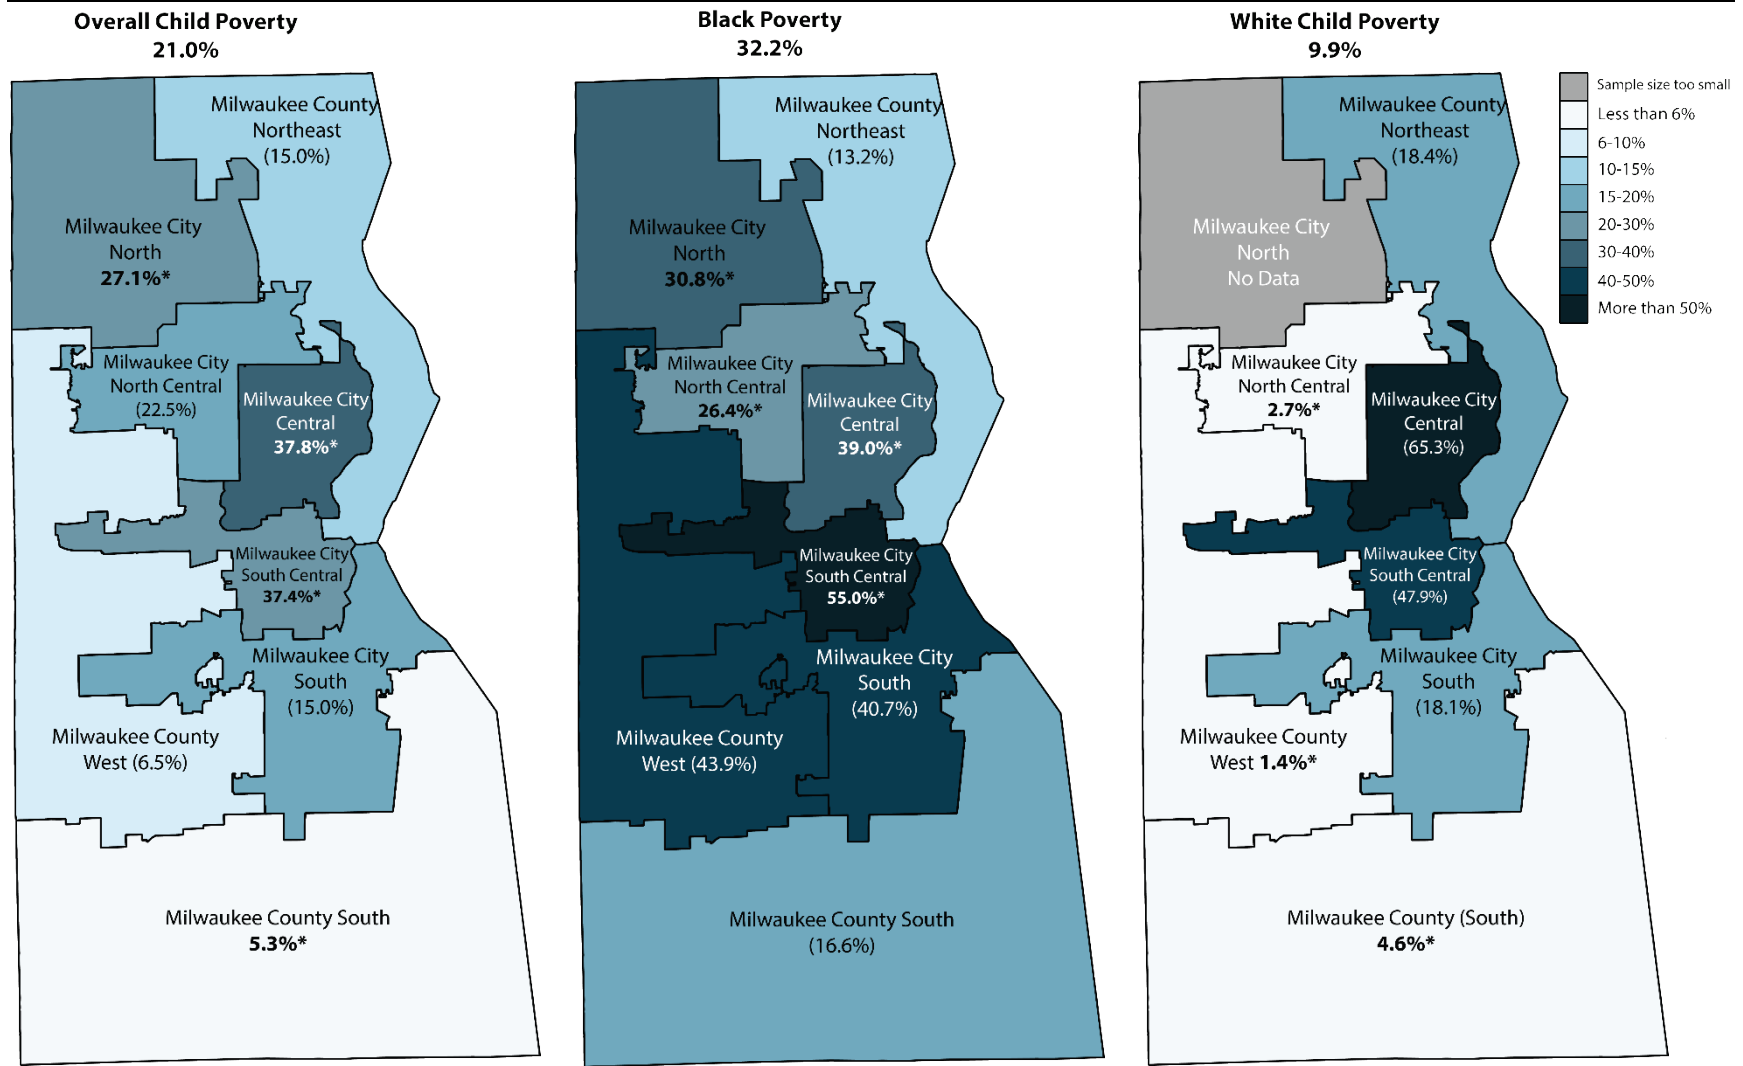 Overall Child Poverty
21.0%
Milwaukee County
Northeast
(15.0%)
Milwaukee City
North
27.1%*
Milwaukee City
North Central
(22.5%)
Milwaukee City
Central
37.8%*
Milwaukee City
South Central
37.4%*
Milwaukee City
South
(15.0%)
Milwaukee County
West (6.5%)
Milwaukee County South
5.3%*
Black Poverty
32.2%
Milwaukee County
Northeast
(13.2%)
Milwaukee City
North
30.8%*
Milwaukee City
North Central
26.4%*
Milwaukee City
Central
39.0%*
Milwaukee City
South Central
55.0%*
Milwaukee City
South
(40.7%)
Milwaukee County
West (43.9%)
Milwaukee County South
(16.6%)
White Child Poverty
9.9%
Milwaukee County
Northeast
(18.4%)
Milwaukee City
North
No Data
Milwaukee City
North Central
2.7%*
Milwaukee City
Central
(65.3%)
Milwaukee City
South Central
(47.9%)
Milwaukee City
South
(18.1%)
Milwaukee County
West 1.4%*
Milwaukee County (South)
4.6%*
Sample size too small
Less than 6%
6-10%
10-15%
15-20%
20-30%
30-40%
40-50%
More than 50%